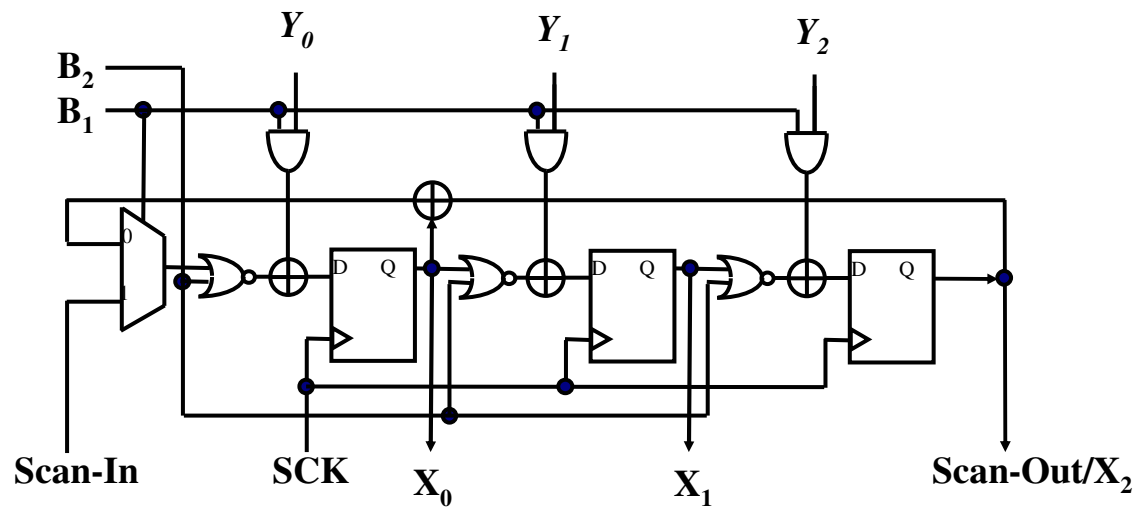 Y₀ Y₁ Y₂
B₂
B₁
0
D Q D Q D Q
1
Scan-In SCK X₀ X₁ Scan-Out/X₂